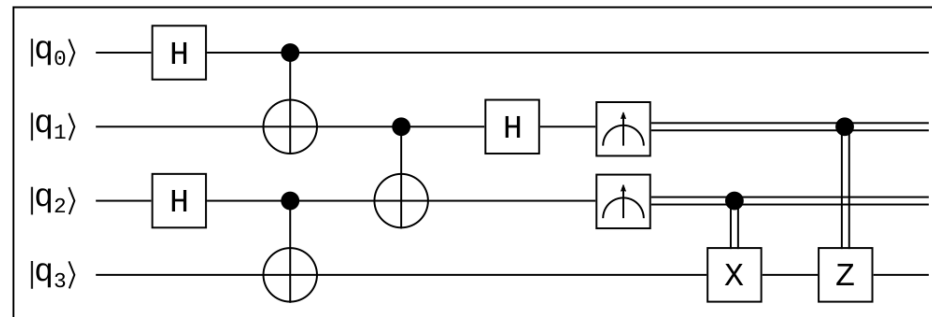 |q₀⟩ H
|q₁⟩ H
|q₂⟩ H
|q₃⟩ X Z